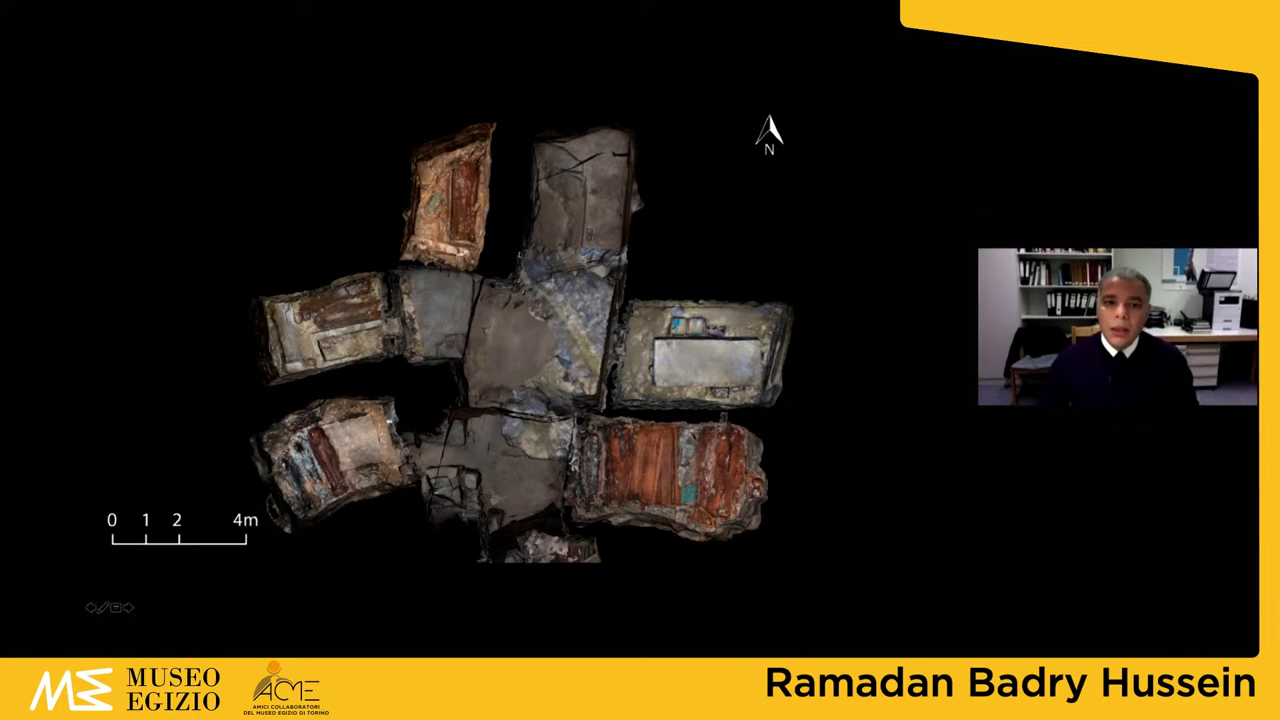 N
0 1 2 4m
MUSEO
EGIZIO
ACME
AMICI COLLABORATORI
DEL MUSEO EGIZIO DI TORINO
Ramadan Badry Hussein